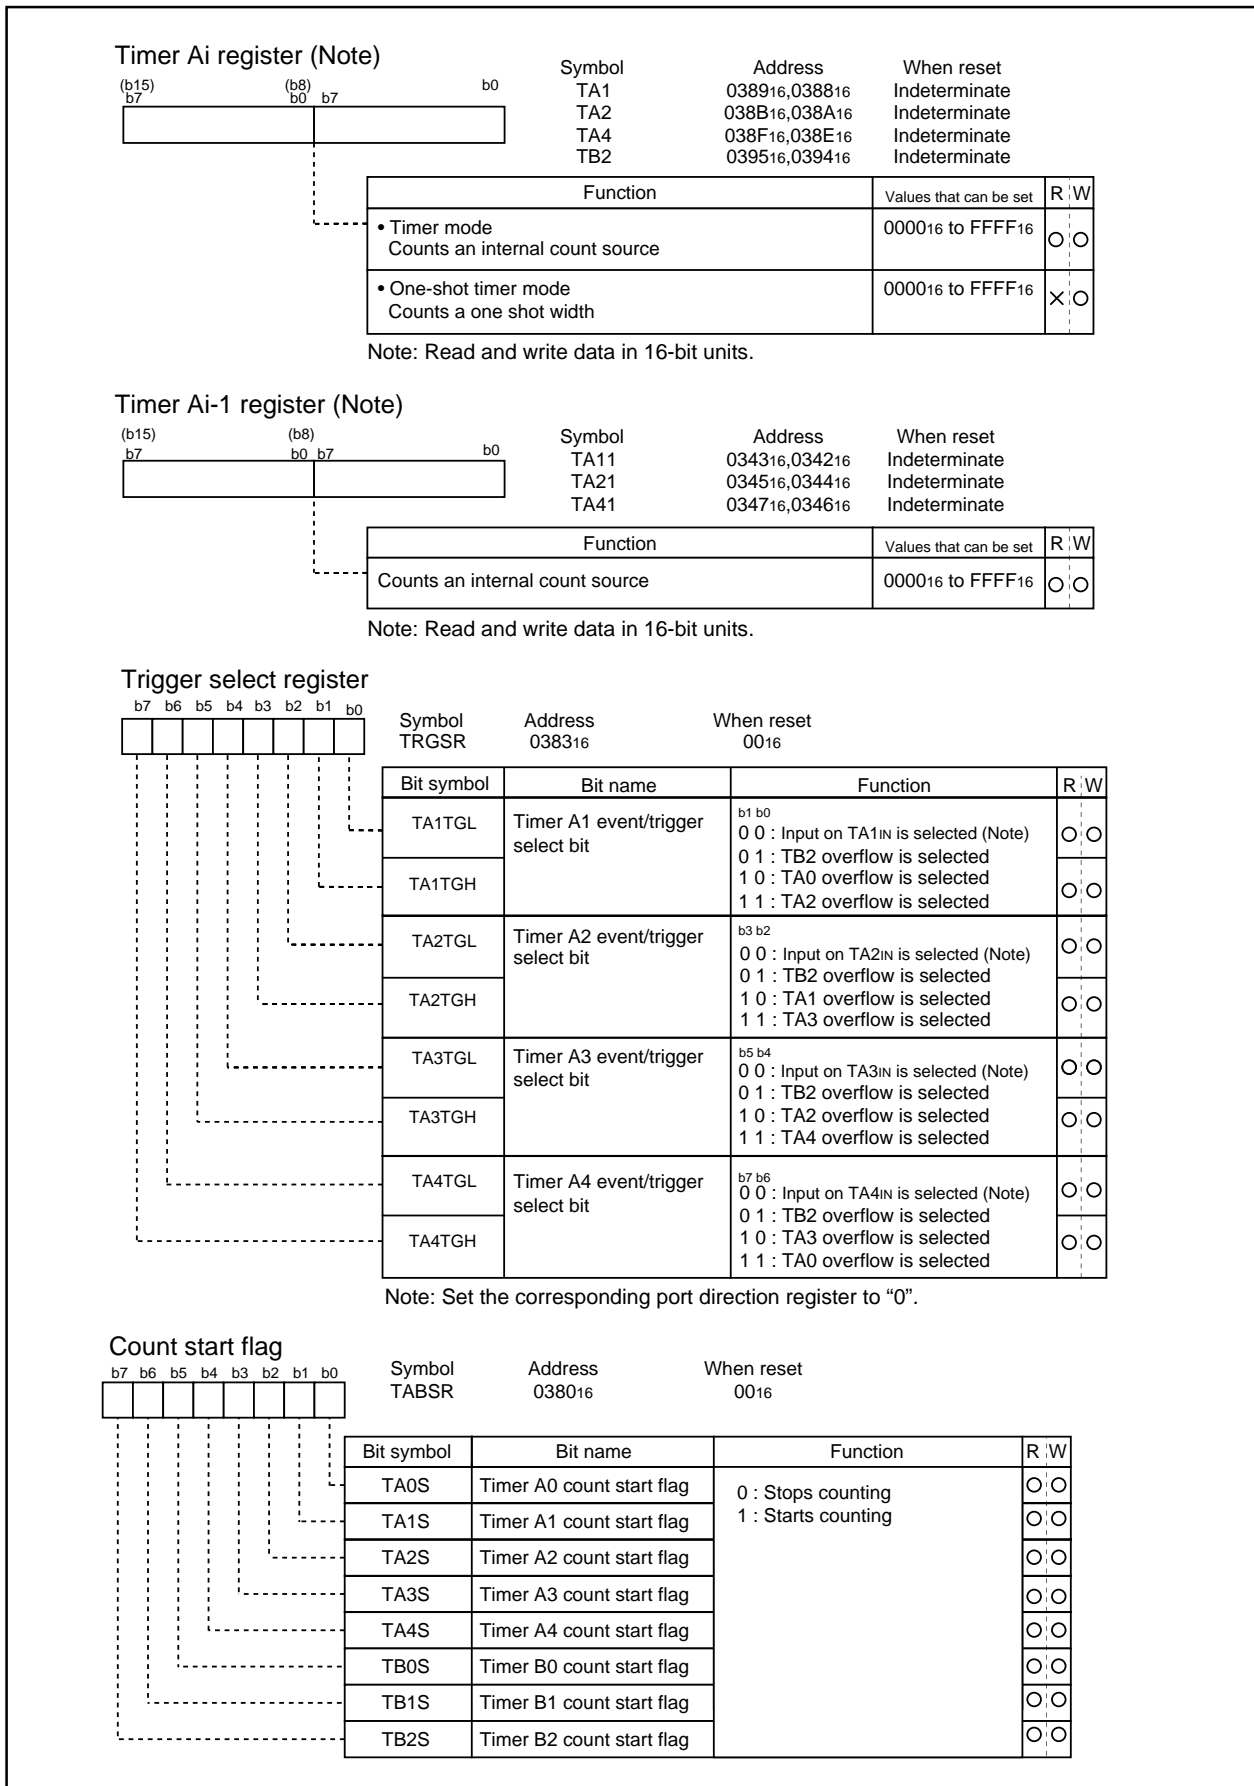 Timer Ai register (Note)
Symbol Address When reset
(b15) (b8)
b7 b0 b7 b0
TA1 038916,038816 Indeterminate
TA2 038B16,038A16 Indeterminate
TA4 038F16,038E16 Indeterminate
TB2 039516,039416 Indeterminate
Function Values that can be set R W
• Timer mode 000016 to FFFF16
Counts an internal count source
• One-shot timer mode 000016 to FFFF16
Counts a one shot width
Note: Read and write data in 16-bit units.
Timer Ai-1 register (Note)
(b15) (b8)
b7 b0 b7 b0
Symbol Address When reset
TA11 034316,034216 Indeterminate
TA21 034516,034416 Indeterminate
TA41 034716,034616 Indeterminate
Function Values that can be set R W
Counts an internal count source 000016 to FFFF16
Note: Read and write data in 16-bit units.
Trigger select register
b7 b6 b5 b4 b3 b2 b1 b0
Symbol Address When reset
TRGSR 038316 0016
Bit symbol Bit name Function R W
TA1TGL Timer A1 event/trigger
select bit
b1 b0
0 0 : Input on TA1IN is selected (Note)
0 1 : TB2 overflow is selected
TA1TGH 1 0 : TA0 overflow is selected
1 1 : TA2 overflow is selected
TA2TGL Timer A2 event/trigger
select bit
b3 b2
0 0 : Input on TA2IN is selected (Note)
0 1 : TB2 overflow is selected
TA2TGH 1 0 : TA1 overflow is selected
1 1 : TA3 overflow is selected
TA3TGL Timer A3 event/trigger
select bit
b5 b4
0 0 : Input on TA3IN is selected (Note)
0 1 : TB2 overflow is selected
TA3TGH 1 0 : TA2 overflow is selected
1 1 : TA4 overflow is selected
TA4TGL Timer A4 event/trigger
select bit
b7 b6
0 0 : Input on TA4IN is selected (Note)
0 1 : TB2 overflow is selected
TA4TGH 1 0 : TA3 overflow is selected
1 1 : TA0 overflow is selected
Note: Set the corresponding port direction register to “0”.
Count start flag
b7 b6 b5 b4 b3 b2 b1 b0
Symbol Address When reset
TABSR 038016 0016
Bit symbol Bit name Function R W
TA0S Timer A0 count start flag 0 : Stops counting
TA1S Timer A1 count start flag 1 : Starts counting
TA2S Timer A2 count start flag
TA3S Timer A3 count start flag
TA4S Timer A4 count start flag
TB0S Timer B0 count start flag
TB1S Timer B1 count start flag
TB2S Timer B2 count start flag